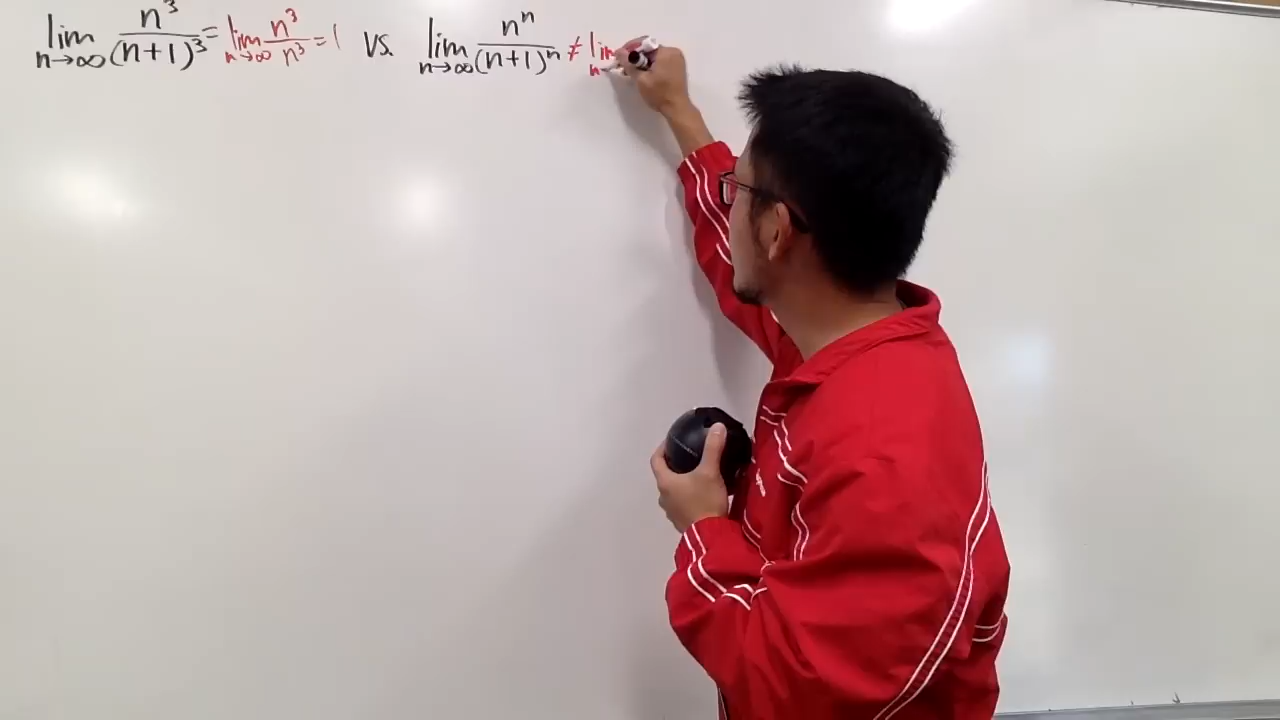 lim n→∞ n³/(n+1)³ = lim n→∞ n³/n³ = 1 vs. lim n→∞ nⁿ/(n+1)ⁿ ≠ lim n